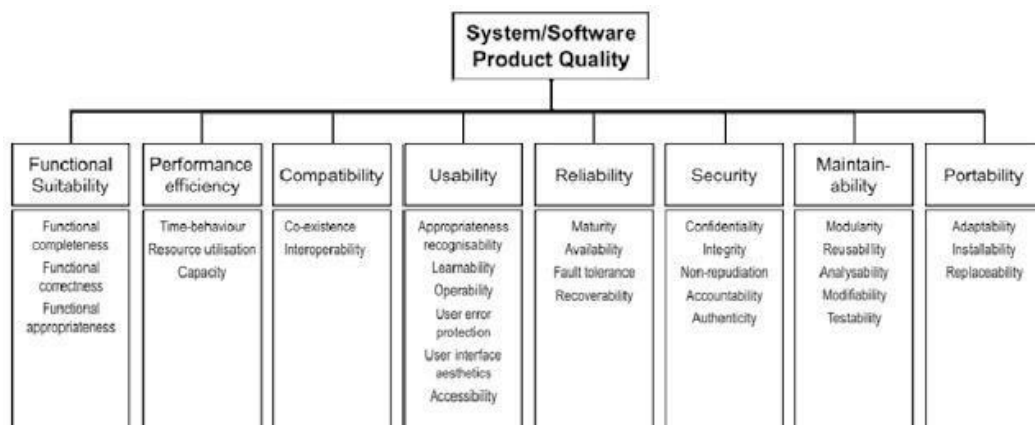 System/Software
Product Quality
Functional
Suitability
Performance
efficiency
Compatibility
Usability
Reliability
Security
Maintain-
ability
Portability
Functional
completeness
Functional
correctness
Functional
appropriateness
Time-behaviour
Resource utilisation
Capacity
Co-existence
Interoperability
Appropriateness
recognisability
Learnability
Operability
User error
protection
User interface
aesthetics
Accessibility
Maturity
Availability
Fault tolerance
Recoverability
Confidentiality
Integrity
Non-repudiation
Accountability
Authenticity
Modularity
Reusability
Analysability
Modifiability
Testability
Adaptability
Installability
Replaceability